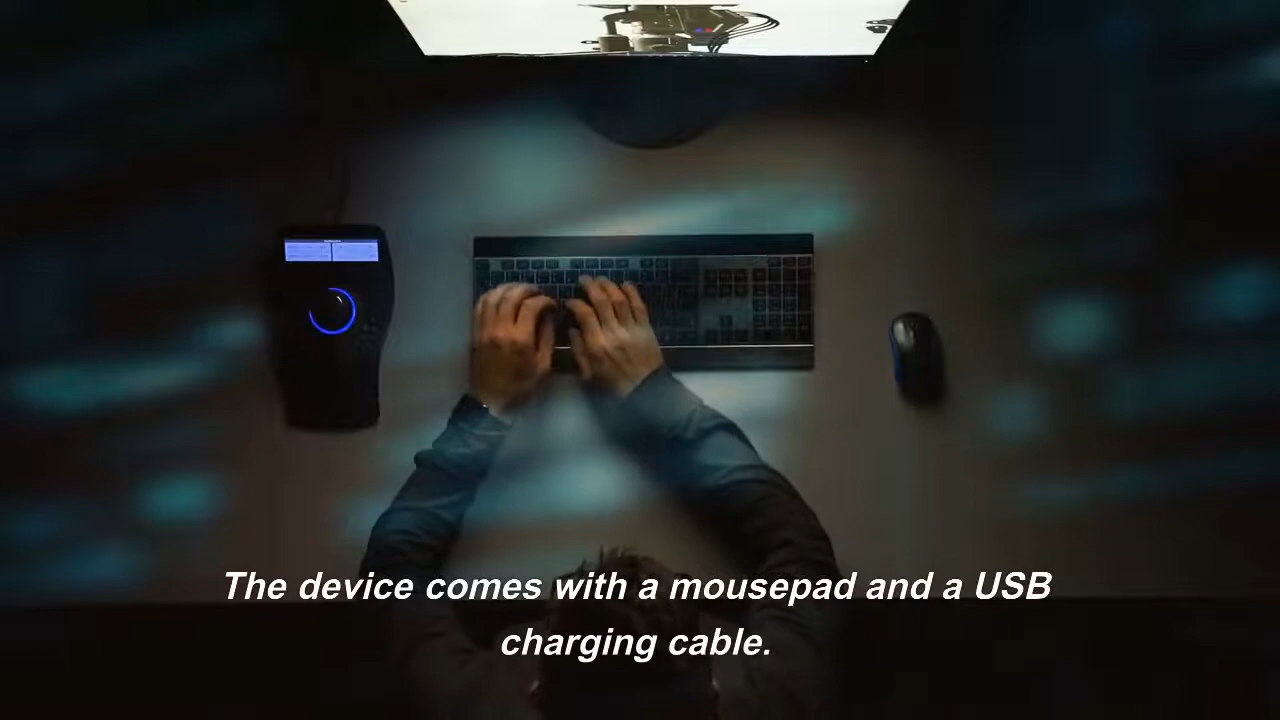 The device comes with a mousepad and a USB
charging cable.